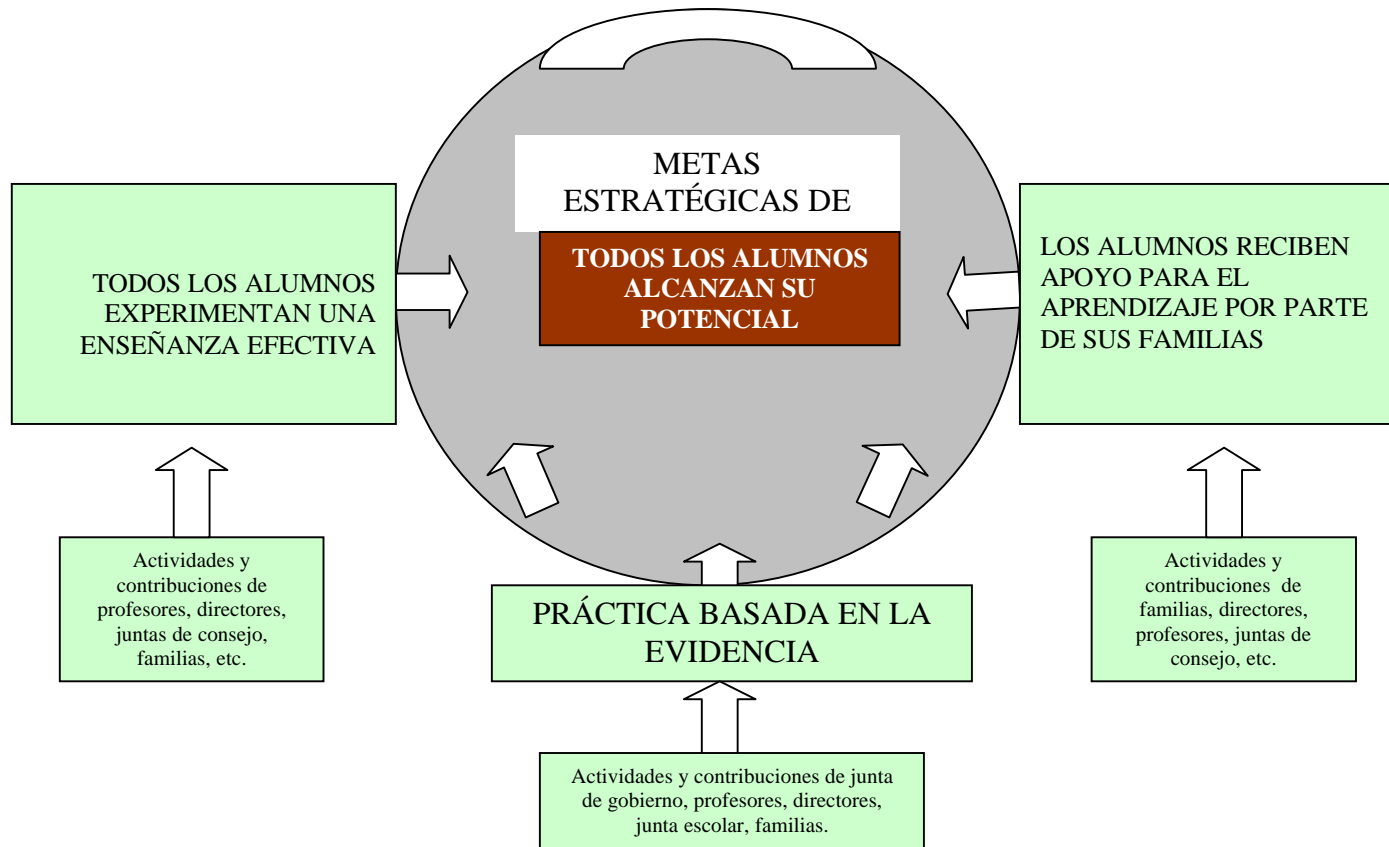 METAS
ESTRATÉGICAS DE
TODOS LOS ALUMNOS
ALCANZAN SU
POTENCIAL
TODOS LOS ALUMNOS
EXPERIMENTAN UNA
ENSEÑANZA EFECTIVA
LOS ALUMNOS RECIBEN
APOYO PARA EL
APRENDIZAJE POR PARTE
DE SUS FAMILIAS
Actividades y
contribuciones de
profesores, directores,
juntas de consejo,
familias, etc.
PRÁCTICA BASADA EN LA
EVIDENCIA
Actividades y
contribuciones de
familias, directores,
profesores, juntas de
consejo, etc.
Actividades y contribuciones de junta
de gobierno, profesores, directores,
junta escolar, familias.